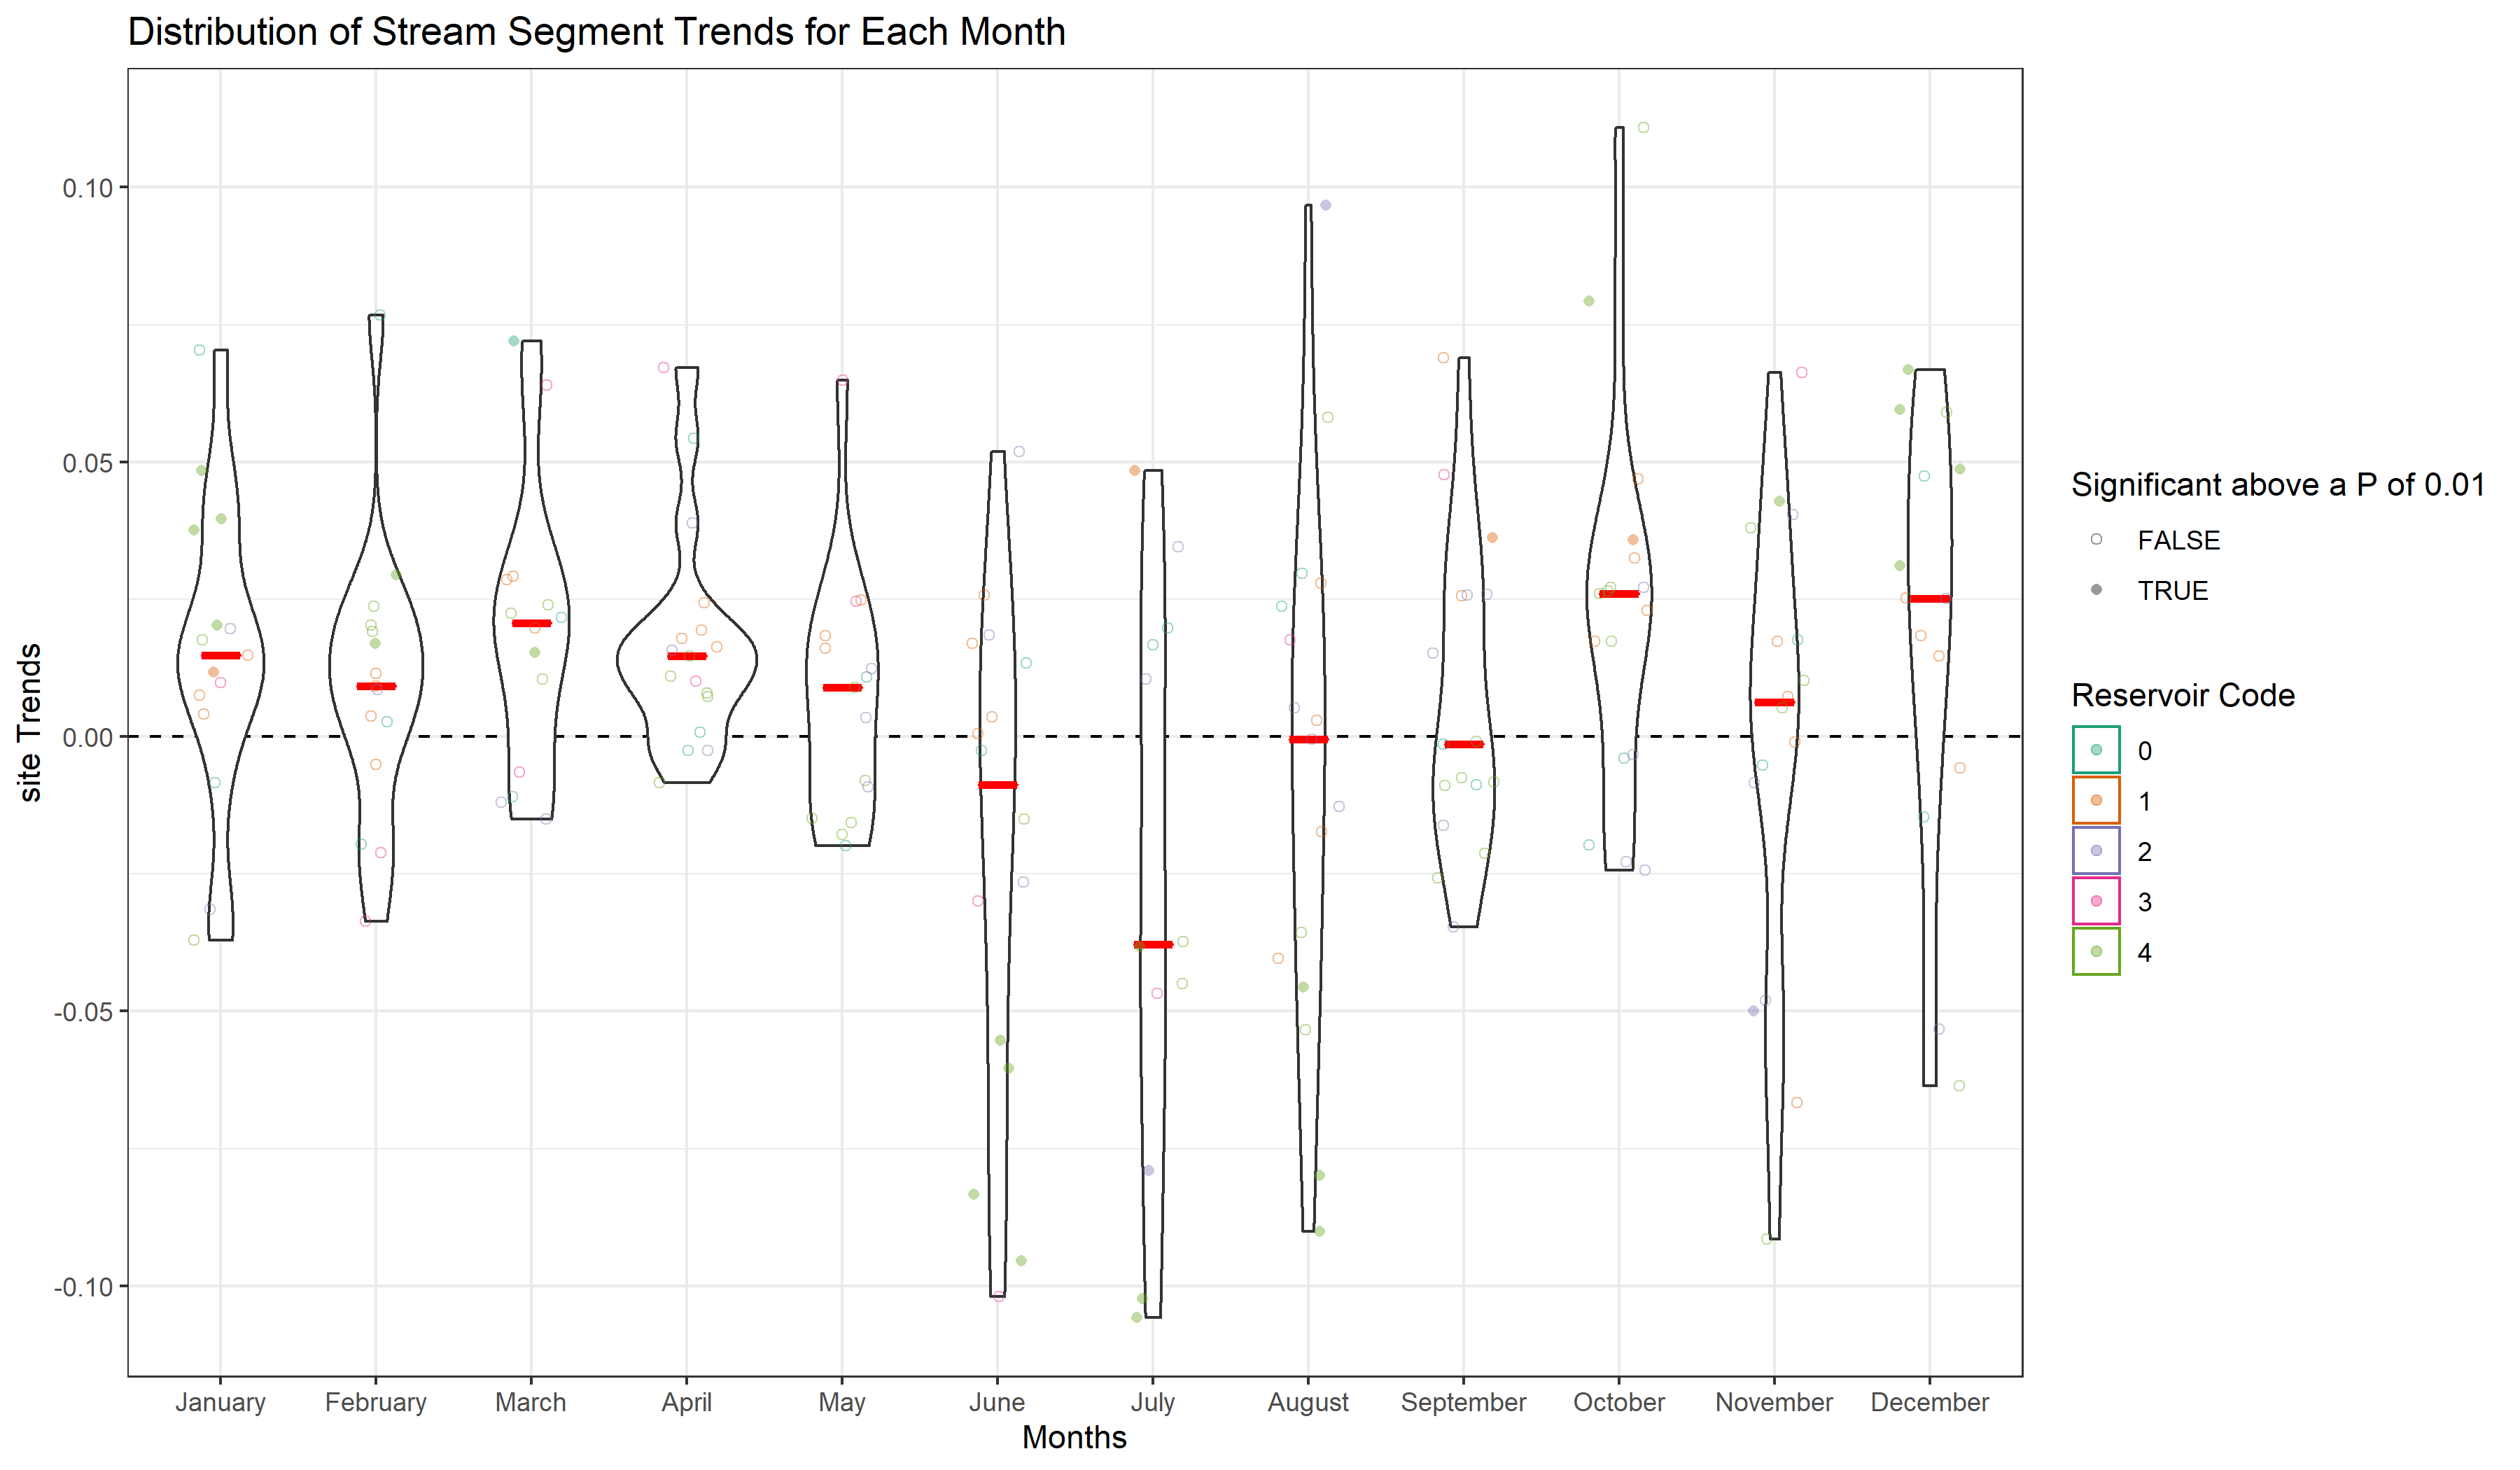 Distribution of Stream Segment Trends for Each Month
site Trends
0.10
0.05
0.00
-0.05
-0.10
January February March April May June July August September October November December
Months
Significant above a P of 0.01
FALSE
TRUE
Reservoir Code
0
1
2
3
4